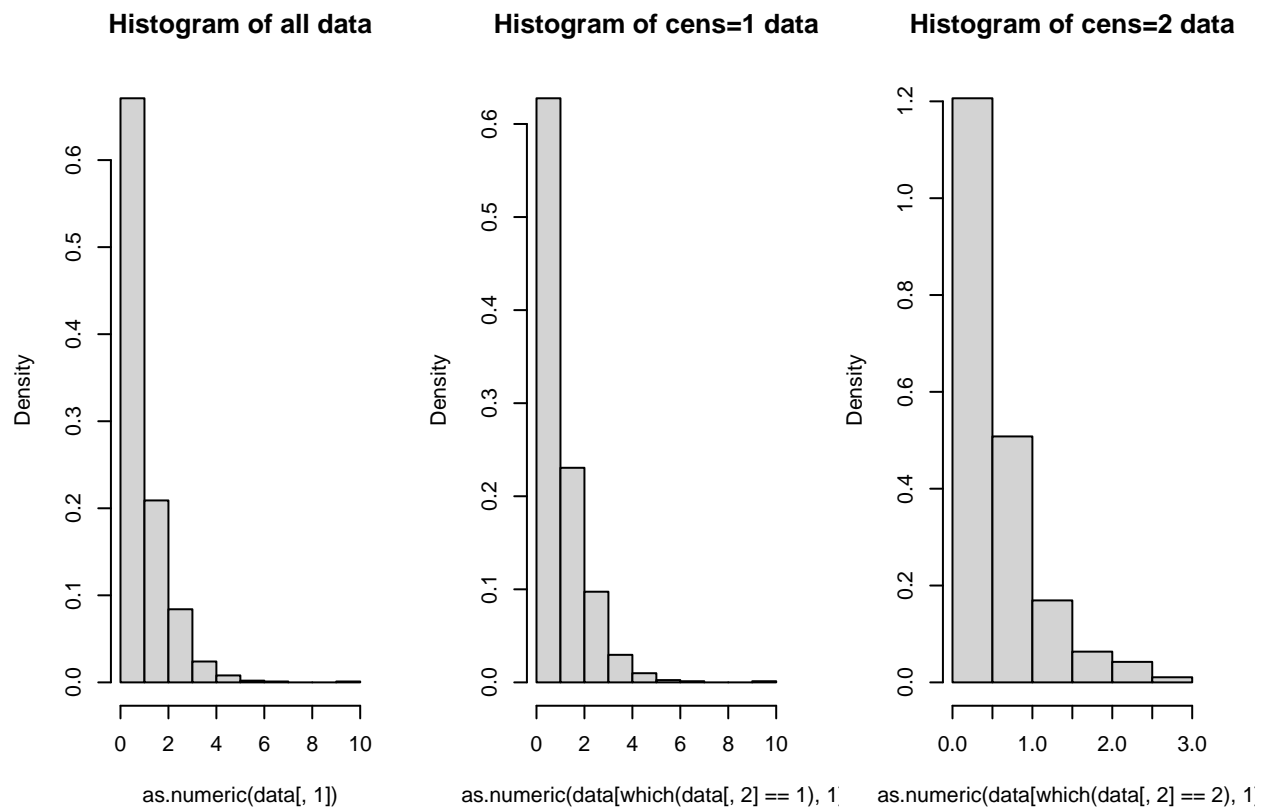 Histogram of all data
Density
0.0 0.1 0.2 0.3 0.4 0.5 0.6
0 2 4 6 8 10
as.numeric(data[, 1])
Histogram of cens=1 data
Density
0.0 0.1 0.2 0.3 0.4 0.5 0.6
0 2 4 6 8 10
as.numeric(data[which(data[, 2] == 1), 1]
Histogram of cens=2 data
Density
0.0 0.2 0.4 0.6 0.8 1.0 1.2
0.0 1.0 2.0 3.0
as.numeric(data[which(data[, 2] == 2), 1]